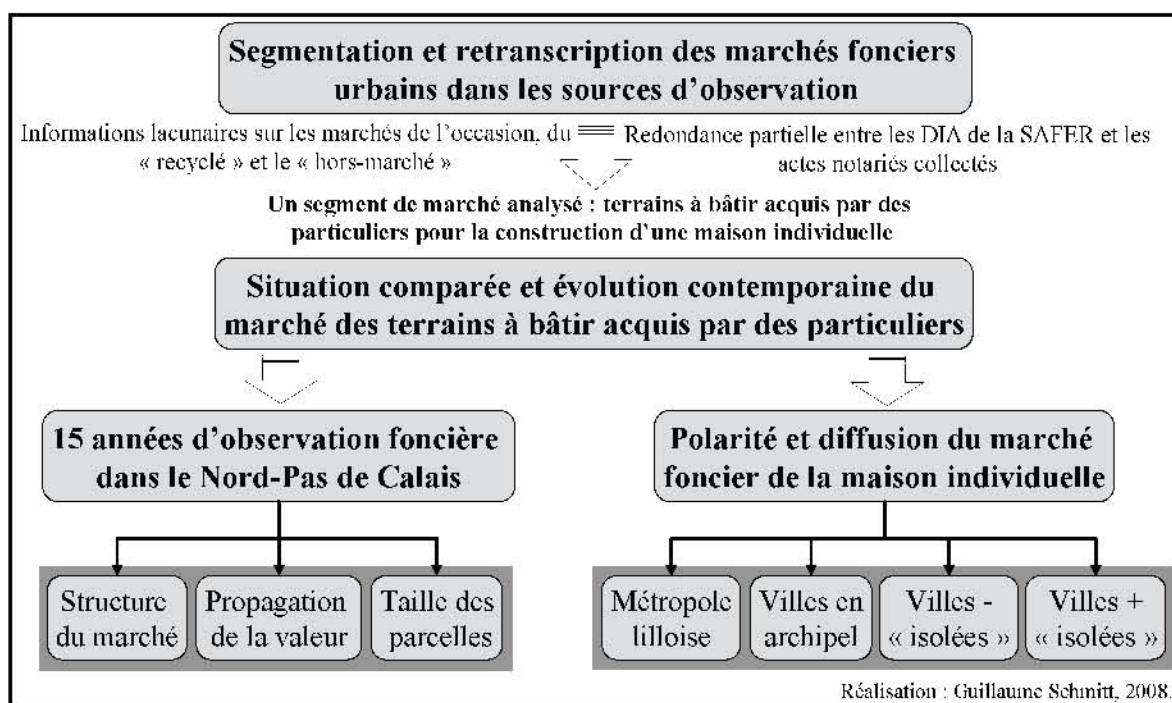 Segmentation et retranscription des marchés fonciers
urbains dans les sources d'observation
Informations lacunaires sur les marchés de l'occasion, du
« recyclé » et le « hors-marché »
Redondance partielle entre les DIA de la SAFER et les
actes notariés collectés
Un segment de marché analysé : terrains à bâtir acquis par des
particuliers pour la construction d'une maison individuelle
Situation comparée et évolution contemporaine du
marché des terrains à bâtir acquis par des particuliers
15 années d'observation foncière
dans le Nord-Pas de Calais
Polarité et diffusion du marché
foncier de la maison individuelle
Structure
du marché
Propagation
de la valeur
Taille des
parcelles
Métropole
lilloise
Villes en
archipel
Villes -
« isolées »
Villes +
« isolées »
Réalisation : Guillaume Schmitt, 2008.